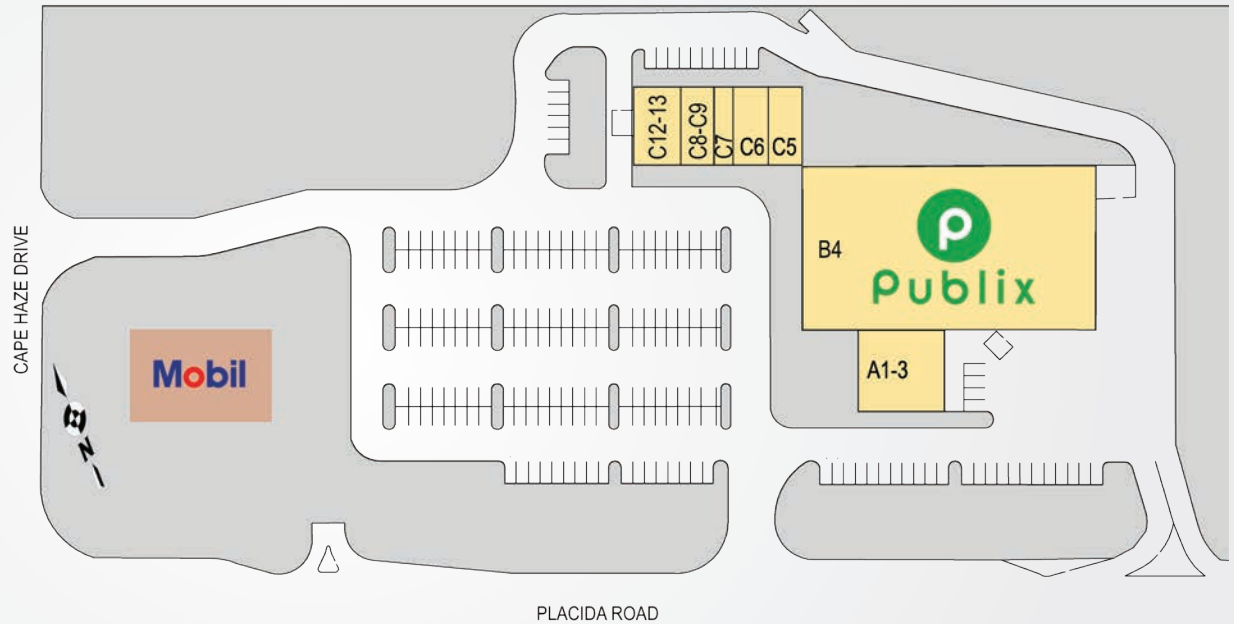 C12-13
C8-C9
C7
C6
C5
B4
p
Publix
A1-3
Mobil
CAPE HAZE DRIVE
N
PLACIDA ROAD